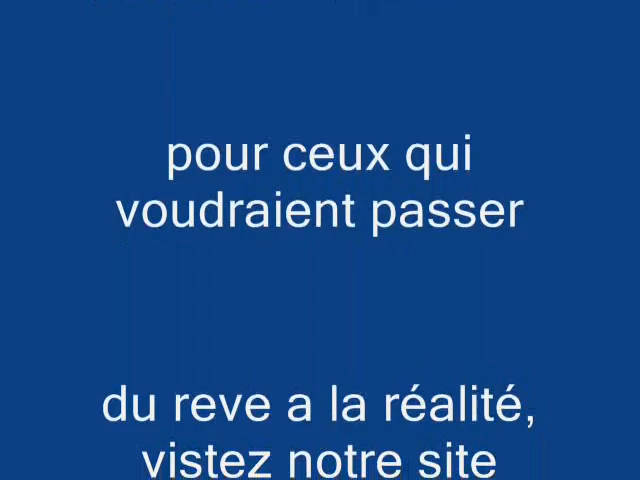 pour ceux qui
voudraient passer
du reve a la réalité,
vistez notre site